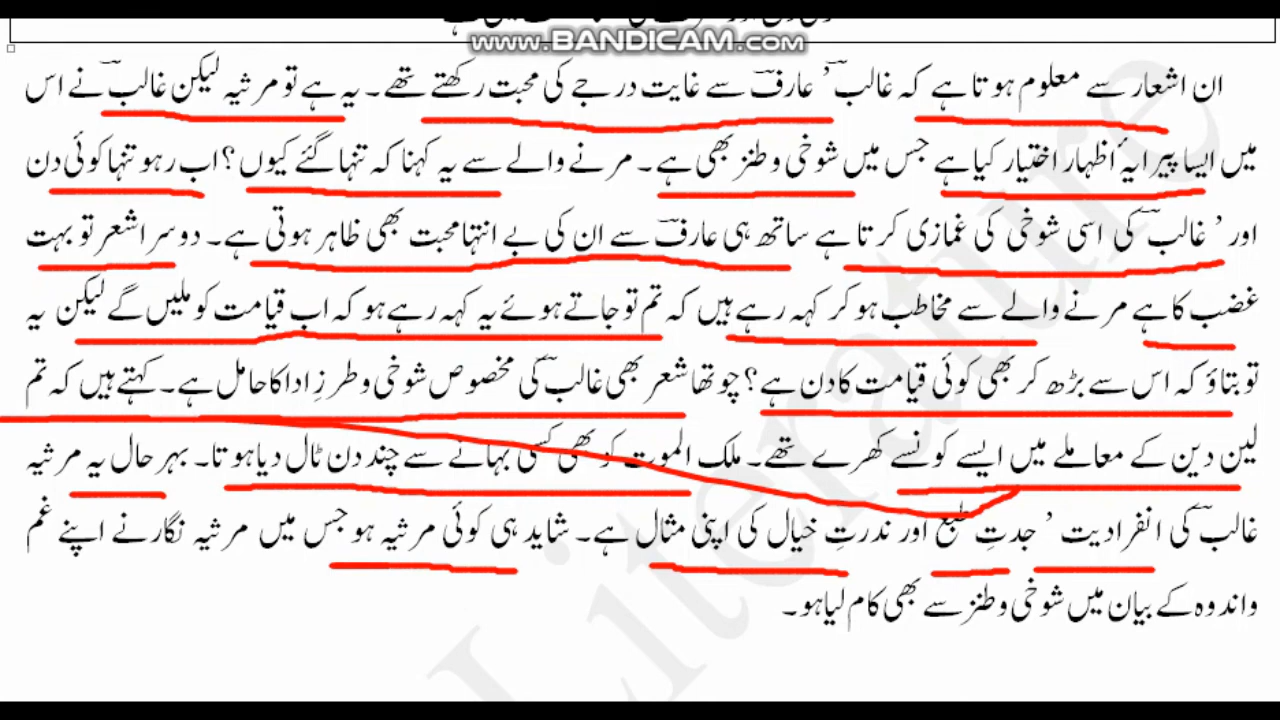 www.BANDICAM.com
ان اشعار سے معلوم ہوتا ہے کہ غالب ’ عارف سے غایت درجے کی محبت رکھتے تھے۔ یہ ہے تو مرثیہ لیکن غالب نے اس
میں ایسا پیرایۂ اظہار اختیار کیا ہے جس میں شوخی و طنز بھی ہے۔ مرنے والے سے یہ کہنا کہ تنہا گئے کیوں؟ اب رہو تنہا کوئی دن
اور ’ غالب کی اسی شوخی کی غمازی کرتا ہے ساتھ ہی عارف سے ان کی بے انتہا محبت بھی ظاہر ہوتی ہے۔ دوسرا شعر تو بہت
غضب کا ہے مرنے والے سے مخاطب ہو کر کہہ رہے ہیں کہ تم تو جاتے ہوئے یہ کہہ رہے ہو کہ اب قیامت کو ملیں گے لیکن یہ
تو بتاؤ کہ اس سے بڑھ کر بھی کوئی قیامت کا دن ہے؟ چوتھا شعر بھی غالب کی مخصوص شوخی و طرزِ ادا کا حامل ہے۔ کہتے ہیں کہ تم
لین دین کے معاملے میں ایسے کونسے کھرے تھے۔ ملک الموت کو بھی کسی بہانے سے چند دن ٹال دیا ہوتا۔ بہر حال یہ مرثیہ
غالب کی انفرادیت ’ جدتِ طبع اور ندرتِ خیال کی اپنی مثال ہے۔ شاید ہی کوئی مرثیہ ہو جس میں مرثیہ نگار نے اپنے غم
و اندوہ کے بیان میں شوخی و طنز سے بھی کام لیا ہو۔
Literature